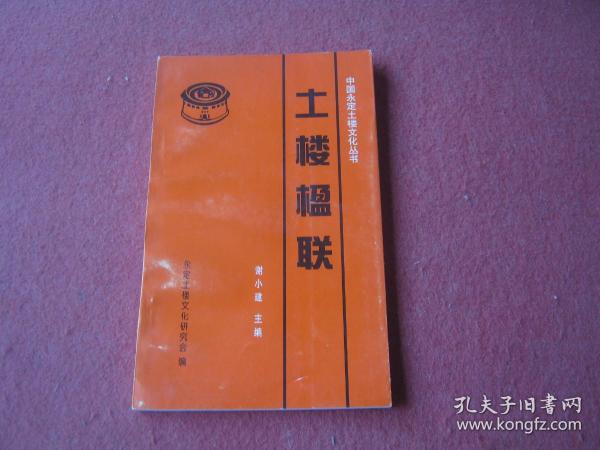 中国永定土楼文化丛书
土楼楹联
谢小建 主编
永定土楼文化研究会 编
孔夫子旧书网
www.kongfz.com